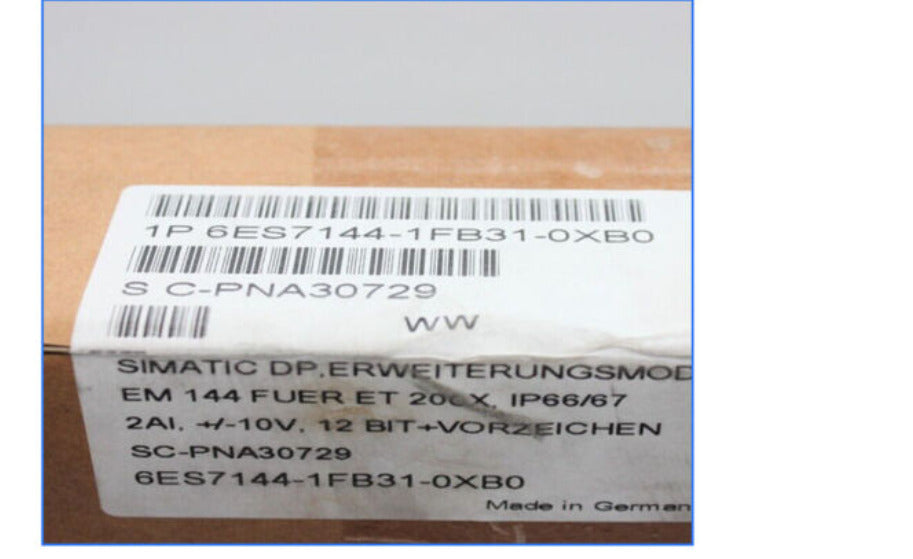 1P 6ES7144-1FB31-0XB0
S C-PNA30729
WW
SIMATIC DP,ERWEITERUNGSMOD
EM 144 FUER ET 200X, IP66/67
2AI, +/-10V, 12 BIT+VORZEICHEN
SC-PNA30729
6ES7144-1FB31-0XB0
Made in German